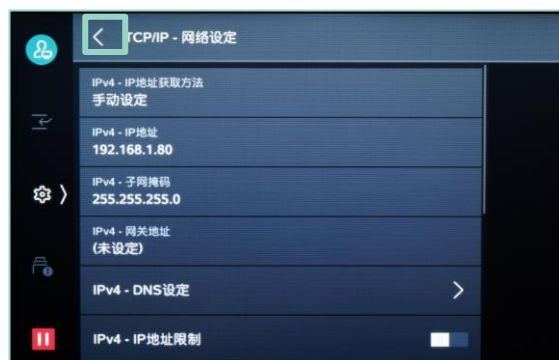 TCP/IP - 网络设定
IPv4 - IP地址获取方法
手动设定
IPv4 - IP地址
192.168.1.80
IPv4 - 子网掩码
255.255.255.0
IPv4 - 网关地址
(未设定)
IPv4 - DNS设定
IPv4 - IP地址限制